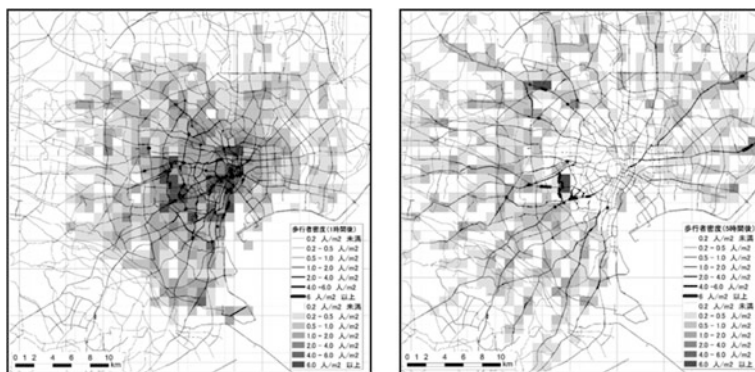 歩行者密度(1時間後)
0.2 人/m2 未満
0.2 - 0.5 人/m2
0.5 - 1.0 人/m2
1.0 - 2.0 人/m2
2.0 - 4.0 人/m2
4.0 -6.0 人/m2
6 人/m2 以上
0.2 人/m2 未満
0.2 - 0.5 人/m2
0.5 - 1.0 人/m2
1.0 - 2.0 人/m2
2.0 - 4.0 人/m2
4.0 - 6.0 人/m2
6.0 人/m2 以上
0 1 2 4 6 8 10
km
歩行者密度(5時間後)
0.2 人/m2 未満
0.2 - 0.5 人/m2
0.5 - 1.0 人/m2
1.0 - 2.0 人/m2
2.0 - 4.0 人/m2
4.0 -6.0 人/m2
6 人/m2 以上
0.2 人/m2 未満
0.2 - 0.5 人/m2
0.5 - 1.0 人/m2
1.0 - 2.0 人/m2
2.0 - 4.0 人/m2
4.0 - 6.0 人/m2
6.0 人/m2 以上
0 1 2 4 6 8 10
km